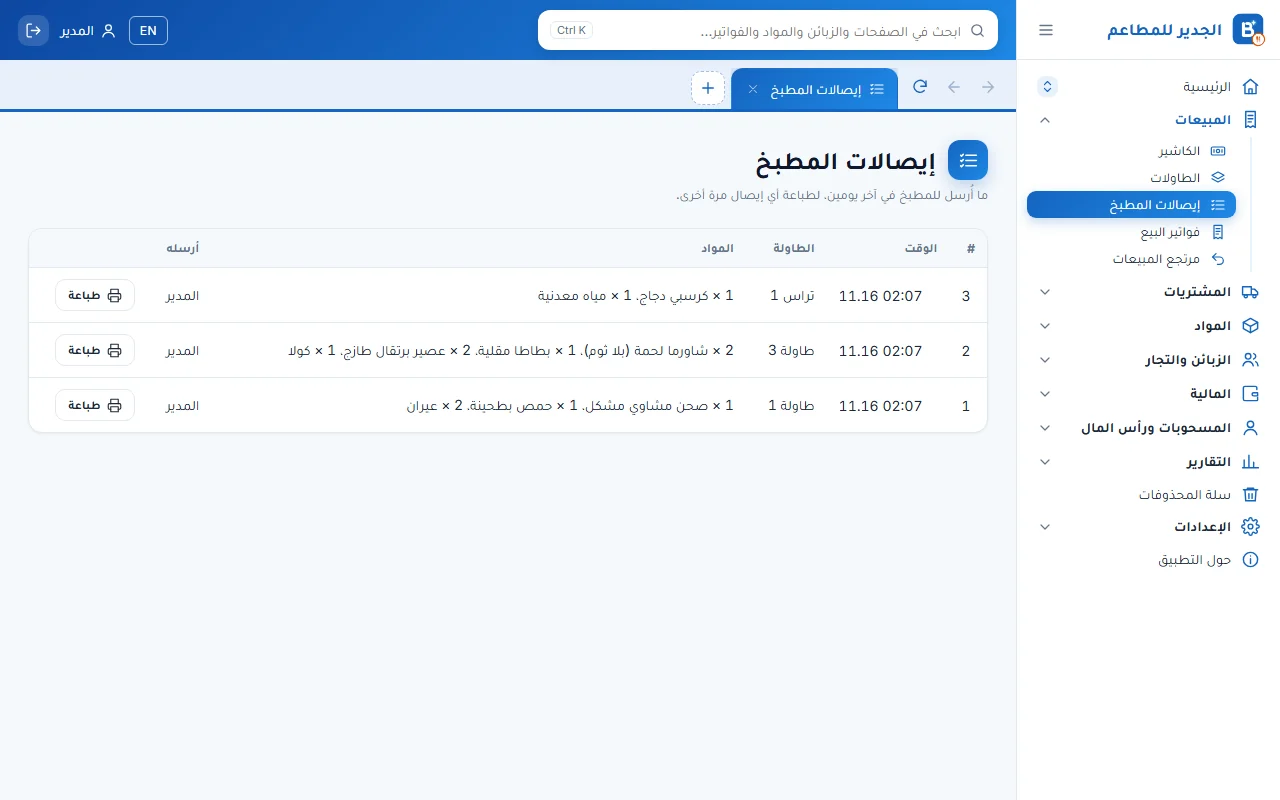 الجدير للمطاعم
ابحث في الصفحات والزبائن والمواد والفواتير...
Ctrl K
EN
المدير
إيصالات المطبخ
الرئيسية
المبيعات
الكاشير
الطاولات
إيصالات المطبخ
فواتير البيع
مرتجع المبيعات
المشتريات
المواد
الزبائن والتجار
المالية
المسحوبات ورأس المال
التقارير
سلة المحذوفات
الإعدادات
حول التطبيق
إيصالات المطبخ
ما أُرسل للمطبخ في آخر يومين. لطباعة أي إيصال مرة أخرى.
# الوقت الطاولة المواد أرسله
3 11.16 02:07 تراس 1 1 × كرسبي دجاج. 1 × مياه معدنية المدير طباعة
2 11.16 02:07 طاولة 3 2 × شاورما لحمة (بلا ثوم). 1 × بطاطا مقلية. 2 × عصير برتقال طازج. 1 × كولا المدير طباعة
1 11.16 02:07 طاولة 1 1 × صحن مشاوي مشكل. 1 × حمص بطحينة. 2 × عيران المدير طباعة